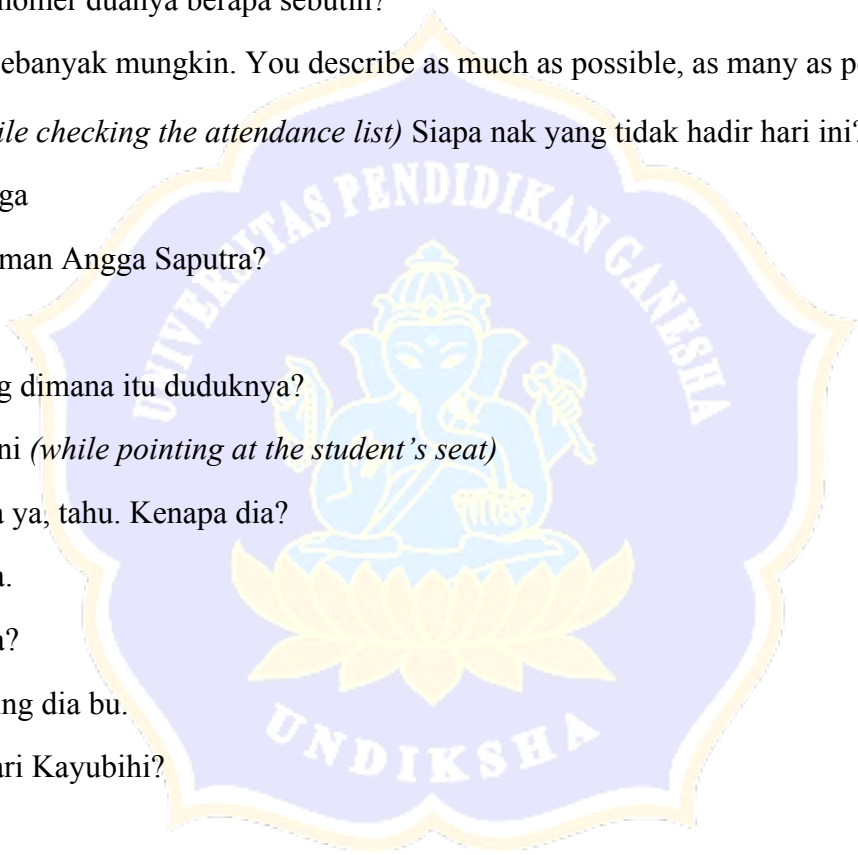 nomer duanya berapa sebutin?
ebanyak mungkin. You describe as much as possible, as many as
ile checking the attendance list) Siapa nak yang tidak hadir hari ini?
ga
man Angga Saputra?
g dimana itu duduknya?
ni (while pointing at the student’s seat)
a ya, tahu. Kenapa dia?
a.
a?
ng dia bu.
ari Kayubihi?
UNIVERSITAS PENDIDIKAN GANESHA
UNDIKSHA